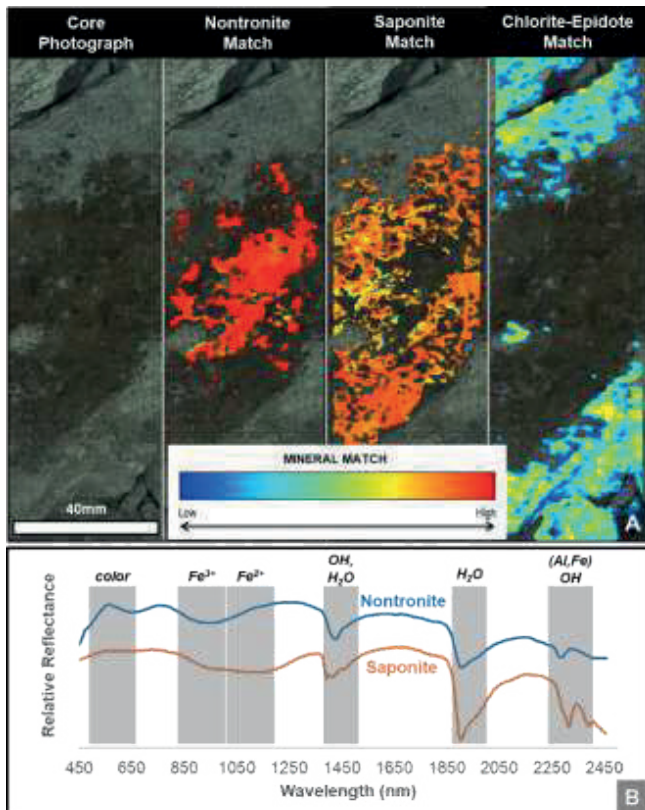 Core Photograph
Nontronite Match
Saponite Match
Chlorite-Epidote Match
MINERAL MATCH
Low
High
40mm
A
color
Fe3+
Fe2+
OH, H2O
H2O
(Al,Fe) OH
Nontronite
Saponite
Relative Reflectance
450 650 850 1050 1250 1450 1650 1850 2050 2250 2450
Wavelength (nm)
B